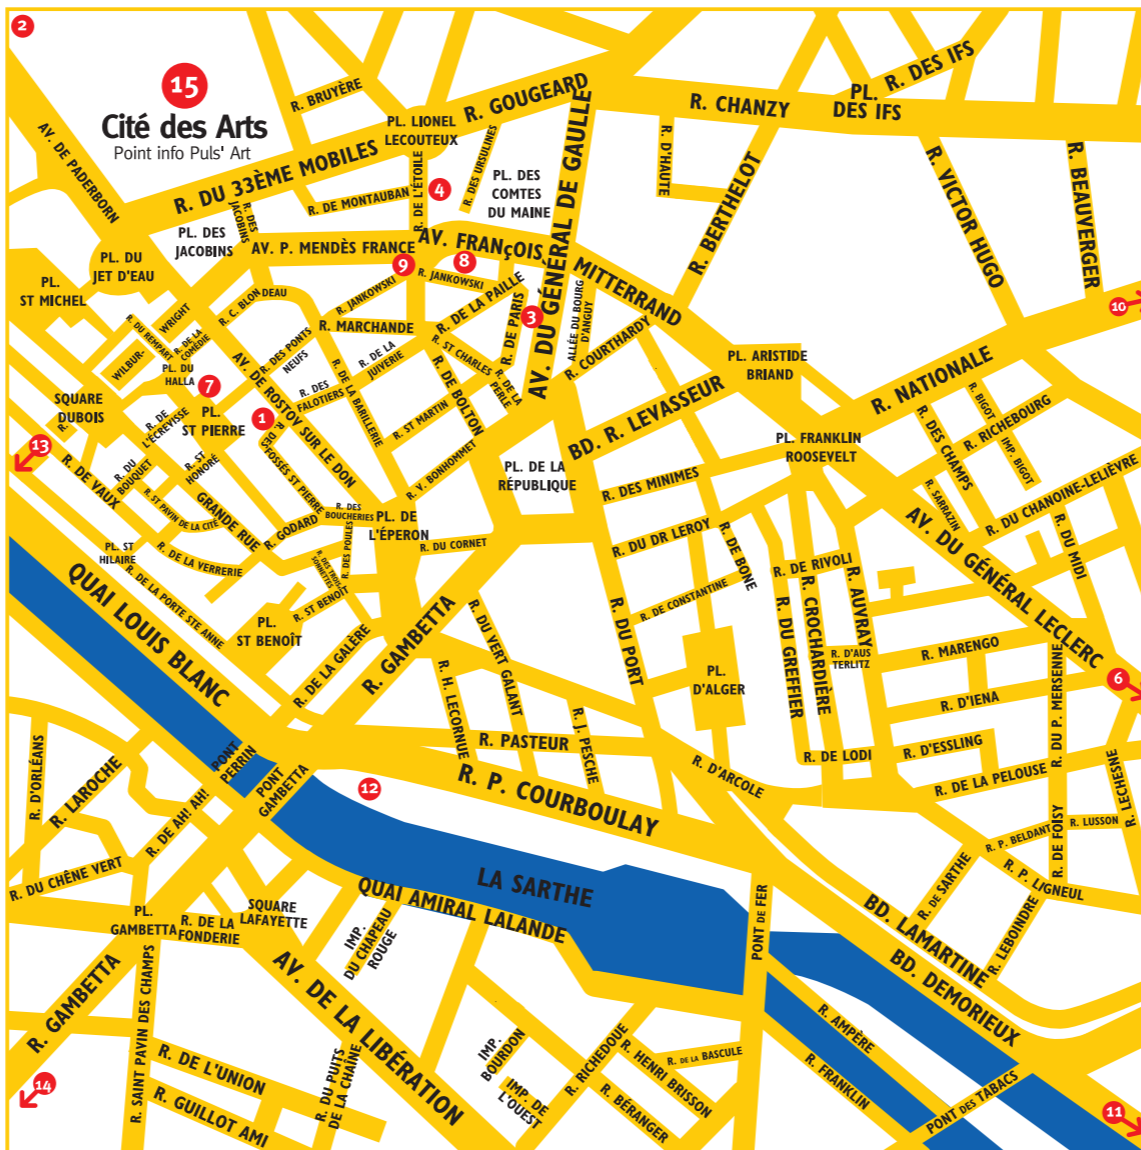 2
15
Cité des Arts
Point info Puls' Art
R. BRUYÈRE
R. GOUGEARD
PL. LIONEL
LECOUTEUX
R. DU 33ÈME MOBILES
R. CHANZY
PL.
DES IFS
R. DES IFS
AV. DE PADERBORN
R. DES URSULINES
R. D'HAUTE
R. BERTHELOT
R. VICTOR HUGO
R. BEAUVERGER
R. DE L'ÉTOILE
4
PL. DES
COMTES
DU MAINE
R. DE MONTAUBAN
R. DES
JACOBINS
PL. DES
JACOBINS
AV. P. MENDÈS FRANCE
AV. FRANÇOIS
MITTERRAND
AV. DU GÉNÉRAL DE GAULLE
PL. DU
JET D'EAU
PL.
ST MICHEL
9
8
R. JANKOWSKI
R. JANKOWSKI
R. C. BLONDEAU
WILBUR-
WRIGHT
R. DU REMPART
R. DE LA
COMÉDIE
R. MARCHANDE
R. DE LA PAILLE
R. DE PARIS
3
ALLÉE DU BOURG
D'ANGUY
R. COURTHARDY
10
R. DES PONTS
NEUFS
R. DE LA
JUIVERIE
R. ST CHARLES
R. DE LA
PERLE
PL. DU
HALLA
7
SQUARE
DUBOIS
PL.
ST PIERRE
1
AV. DE ROSTOV SUR LE DON
R. DES
FALOTIERS
R. DE LA BARILLERIE
R. DE BOLTON
R. ST MARTIN
BD. R. LEVASSEUR
PL. ARISTIDE
BRIAND
R. NATIONALE
R. BIGOT
IMP. BIGOT
R. RICHEBOURG
R. DES CHAMPS
13
R. DE VAUX
R. DE
L'ÉCREVISSE
R. DU
BOUQUET
R. ST
HONORÉ
R. DES
FOSSÉS ST PIERRE
R. V. BONHOMMET
PL. DE LA
RÉPUBLIQUE
R. DES MINIMES
PL. FRANKLIN
ROOSEVELT
R. SARRAZIN
R. DU CHANOINE-LELIÈVRE
R. ST PAVIN DE LA CITÉ
GRANDE RUE
R. GODARD
R. DES
BOUCHERIES
PL. DE
L'ÉPERON
R. DU CORNET
R. DU DR LEROY
R. DE BONE
AV. DU GÉNÉRAL LECLERC
R. DU MIDI
PL. ST
HILAIRE
R. DE LA VERRERIE
R. DES TROIS-
SONNETTES
R. DES POULES
R. DE RIVOLI
R. DE CONSTANTINE
R. AUVRAY
R. CROCHARDIÈRE
R. DU GREFFIER
QUAI LOUIS BLANC
R. DE LA PORTE STE ANNE
R. ST BENOÎT
PL.
ST BENOÎT
R. DE LA GALÈRE
R. GAMBETTA
R. DU VERT GALANT
R. H. LECORNUE
R. DU PORT
PL.
D'ALGER
R. D'AUS
TERLITZ
R. MARENGO
R. D'IENA
R. DU P. MERSENNE
6
R. J. PESCHE
R. PASTEUR
R. D'ARCOLE
R. DE LODI
R. D'ESSLING
R. DE LA PELOUSE
R. LECHESNE
R. D'ORLÉANS
R. LAROCHE
PONT
PERRIN
PONT
GAMBETTA
12
R. P. COURBOULAY
R. DE AH! AH!
R. P. BELDANT
R. LUSSON
R. DE FOISY
R. P. LIGNEUL
R. DU CHÊNE VERT
LA SARTHE
QUAI AMIRAL LALANDE
PONT DE FER
R. DE SARTHE
R. LEBOINDRE
PL.
GAMBETTA
R. DE LA
FONDERIE
SQUARE
LAFAYETTE
IMP.
DU CHAPEAU
ROUGE
BD. LAMARTINE
BD. DEMORIEUX
R. GAMBETTA
R. SAINT PAVIN DES CHAMPS
AV. DE LA LIBÉRATION
R. AMPÈRE
R. FRANKLIN
14
R. DE L'UNION
R. GUILLOT AMI
R. DU PUITS
DE LA CHAÎNE
IMP.
BOURDON
IMP. DE
L'OUEST
R. RICHEDOUE
R. HENRI BRISSON
R. DE LA BASCULE
R. BÉRANGER
PONT DES TABACS
11